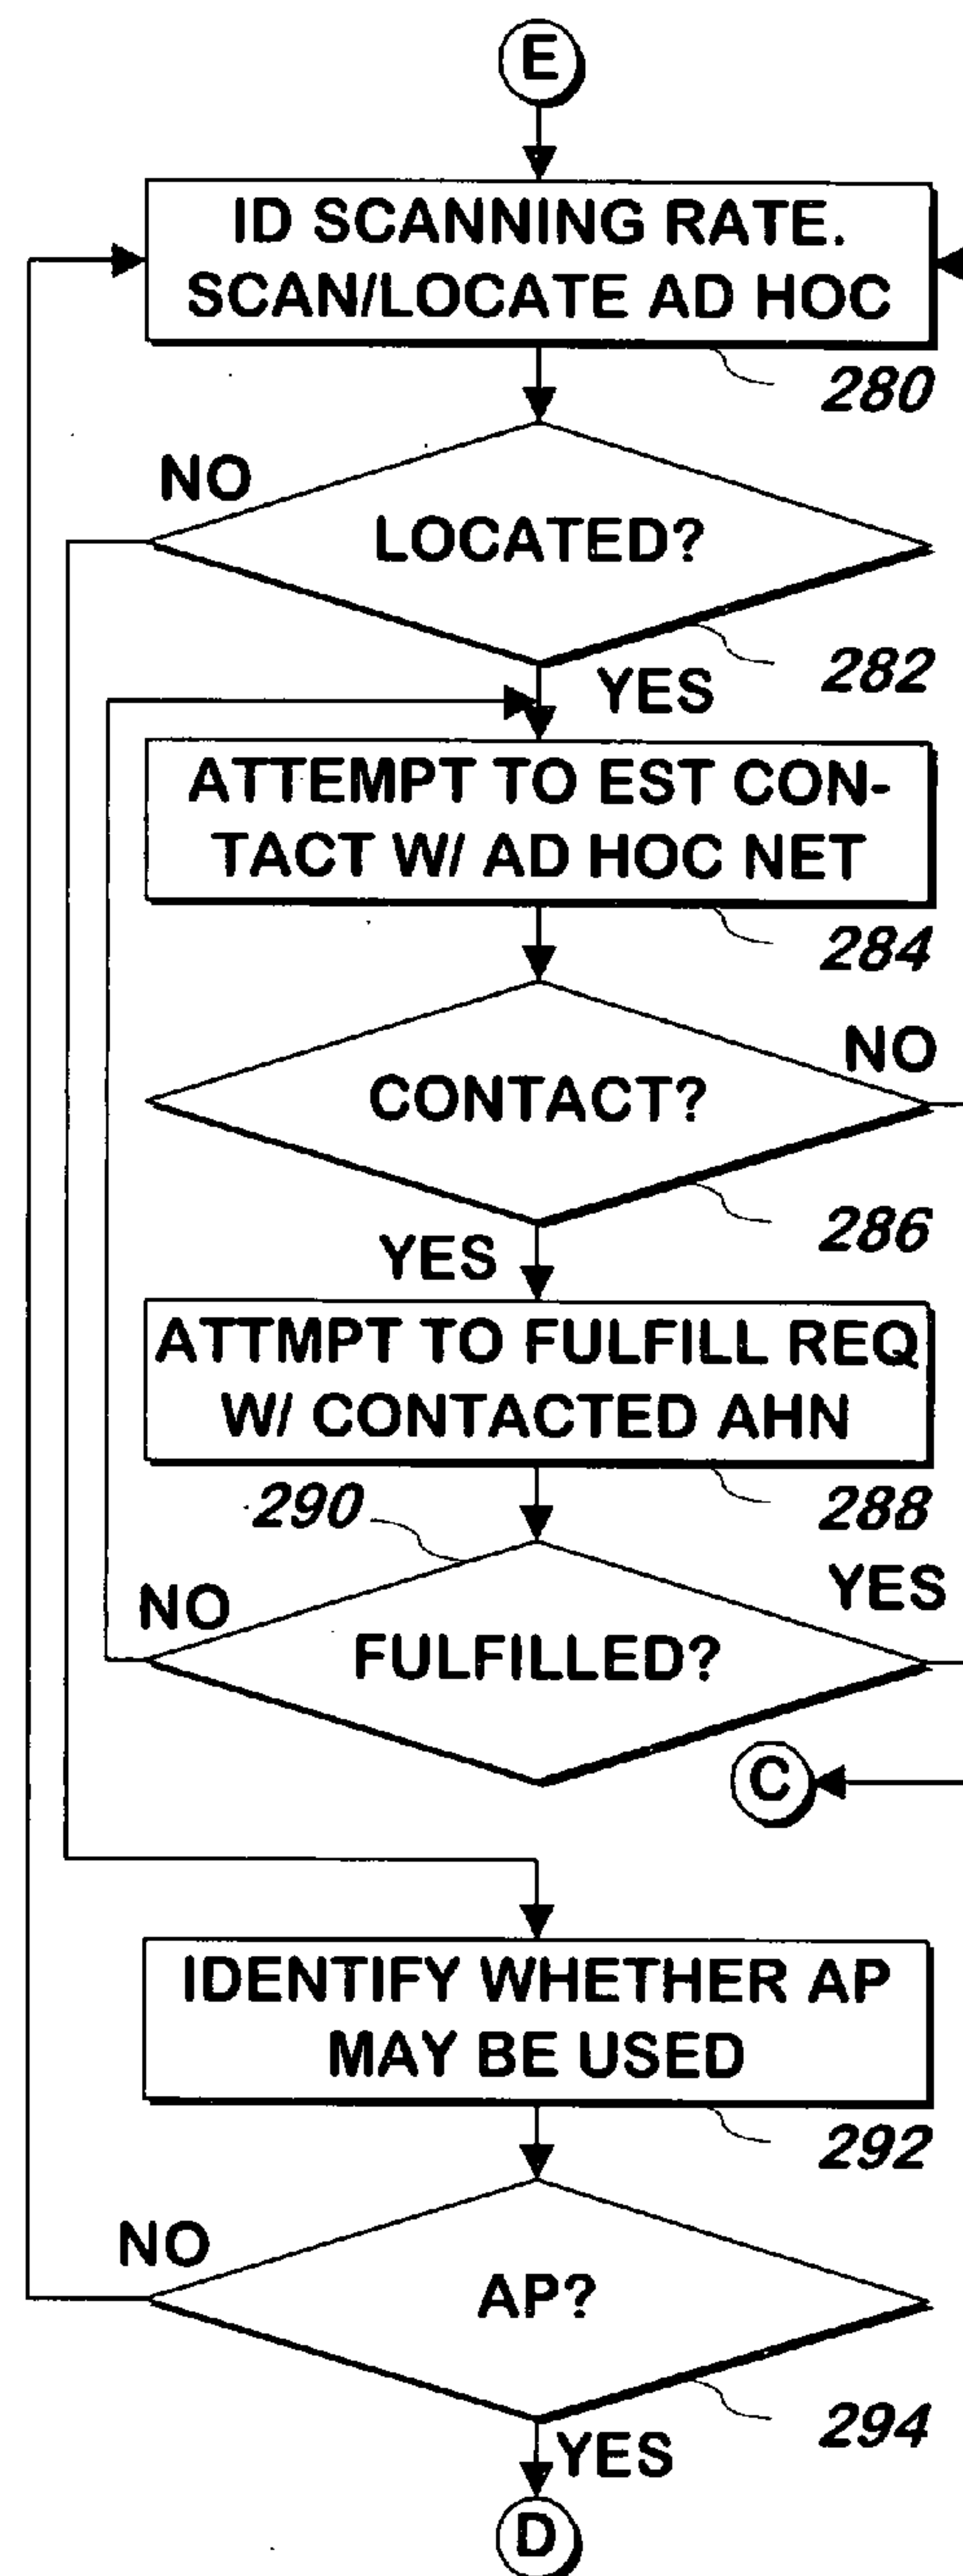 E
ID SCANNING RATE.
SCAN/LOCATE AD HOC
280
NO
LOCATED?
282
YES
ATTEMPT TO EST CON-
TACT W/ AD HOC NET
284
NO
CONTACT?
286
YES
ATTMPT TO FULFILL REQ
W/ CONTACTED AHN
288
290
YES
NO
FULFILLED?
C
IDENTIFY WHETHER AP
MAY BE USED
292
NO
AP?
294
YES
D